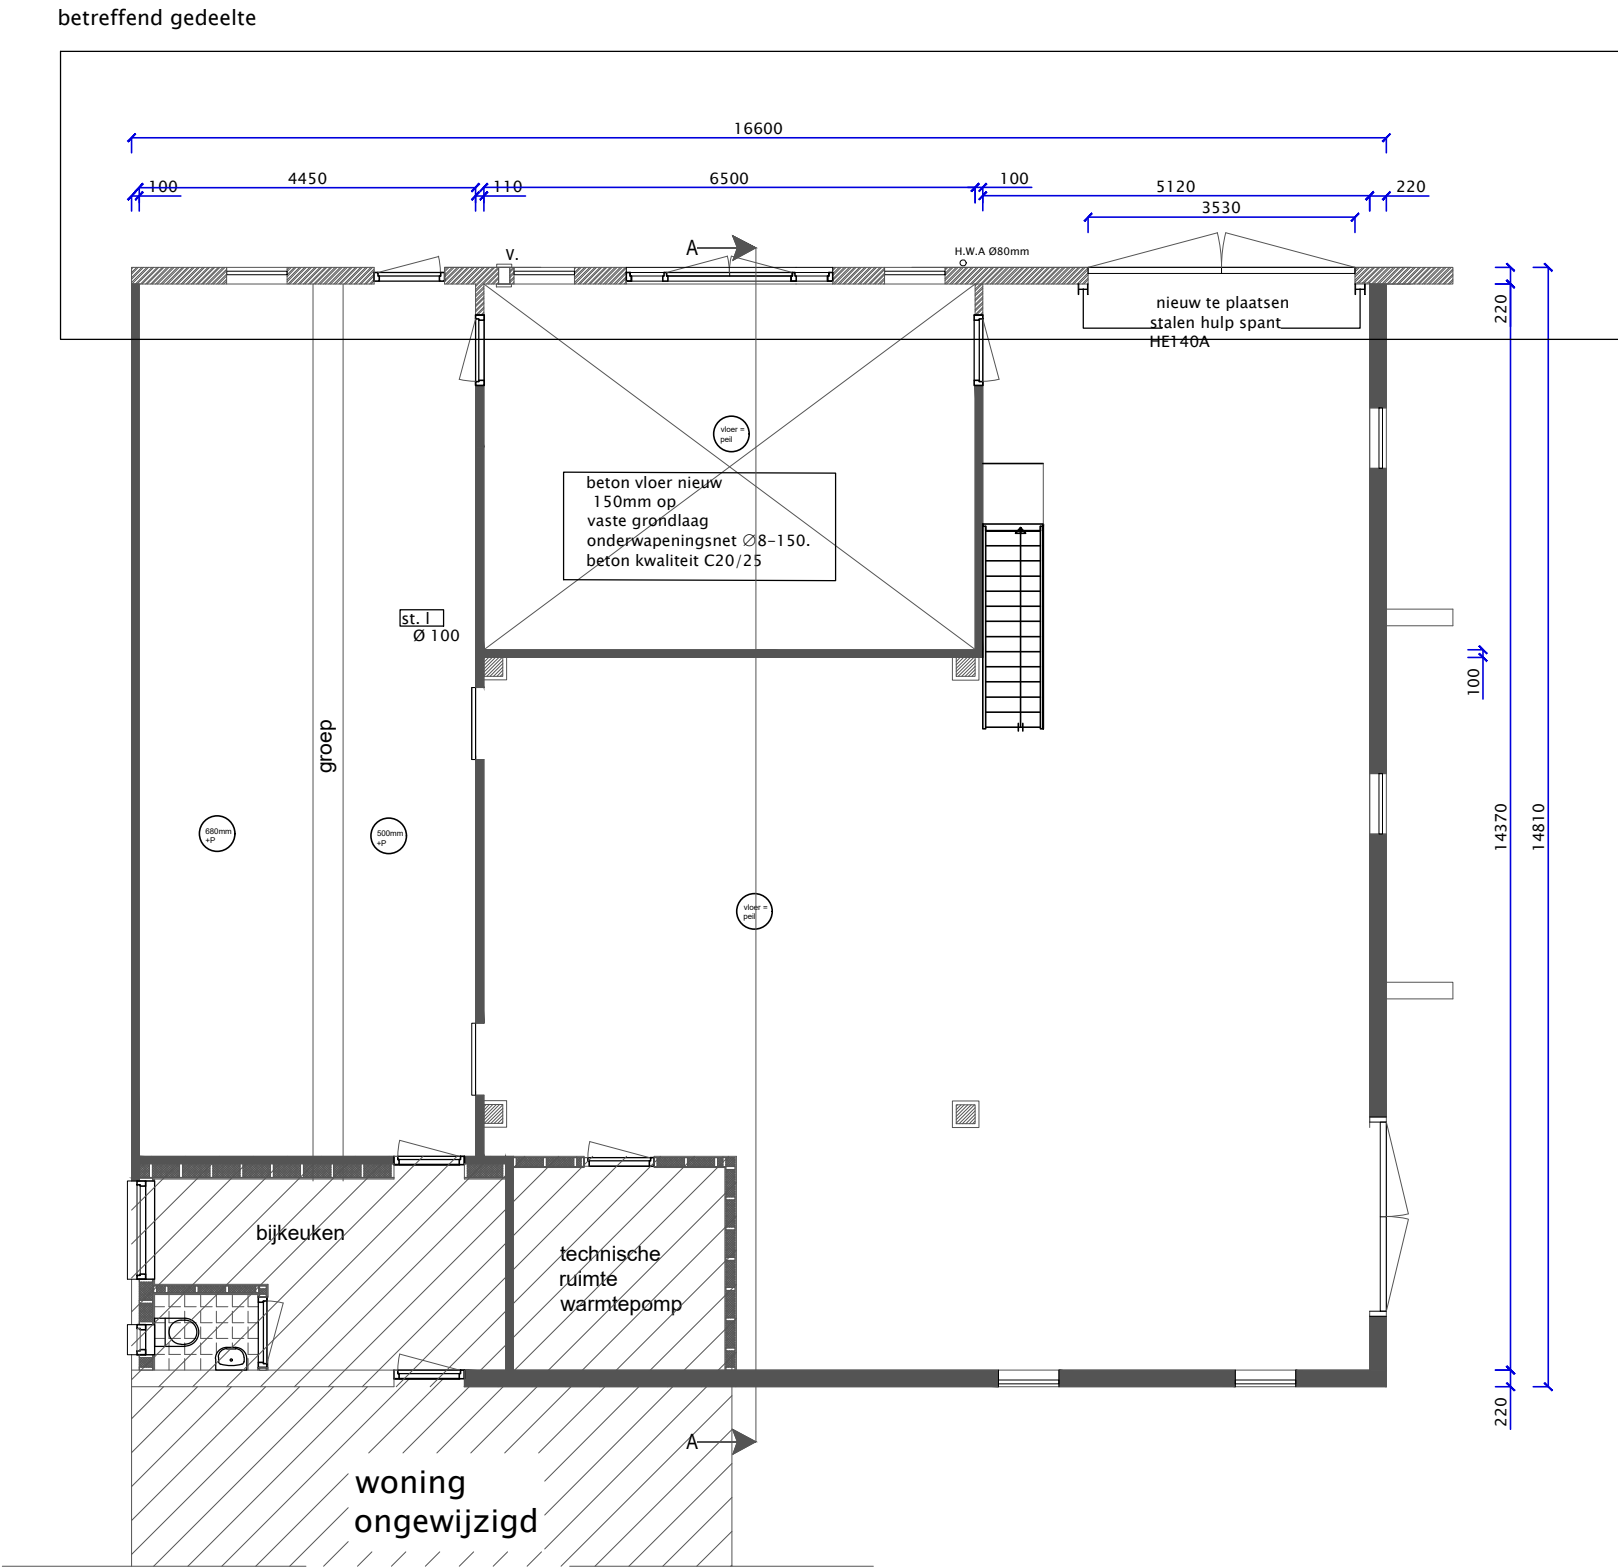 betreffend gedeelte
16600
4450
6500
100
5120
220
100
110
3530
A
v.
H.W.A Ø80mm
nieuw te plaatsen
stalen hulp spant
HE140A
220
vloer =
peil
beton vloer nieuw
150mm op
vaste grondlaag
onderwapeningsnet ∅8-150.
beton kwaliteit C20/25
st. l
Ø 100
100
groep
680mm
+P
500mm
+P
14370
14810
vloer =
peil
bijkeuken
technische
ruimte
warmtepomp
220
A
woning
ongewijzigd